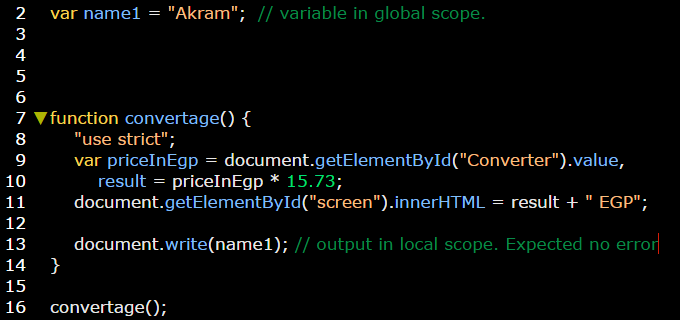 2 var name1 = "Akram"; // variable in global scope.
3
4
5
6
7 function convertage() {
8 "use strict";
9 var priceInEgp = document.getElementById("Converter").value,
10 result = priceInEgp * 15.73;
11 document.getElementById("screen").innerHTML = result + " EGP";
12
13 document.write(name1); // output in local scope. Expected no error
14 }
15
16 convertage();